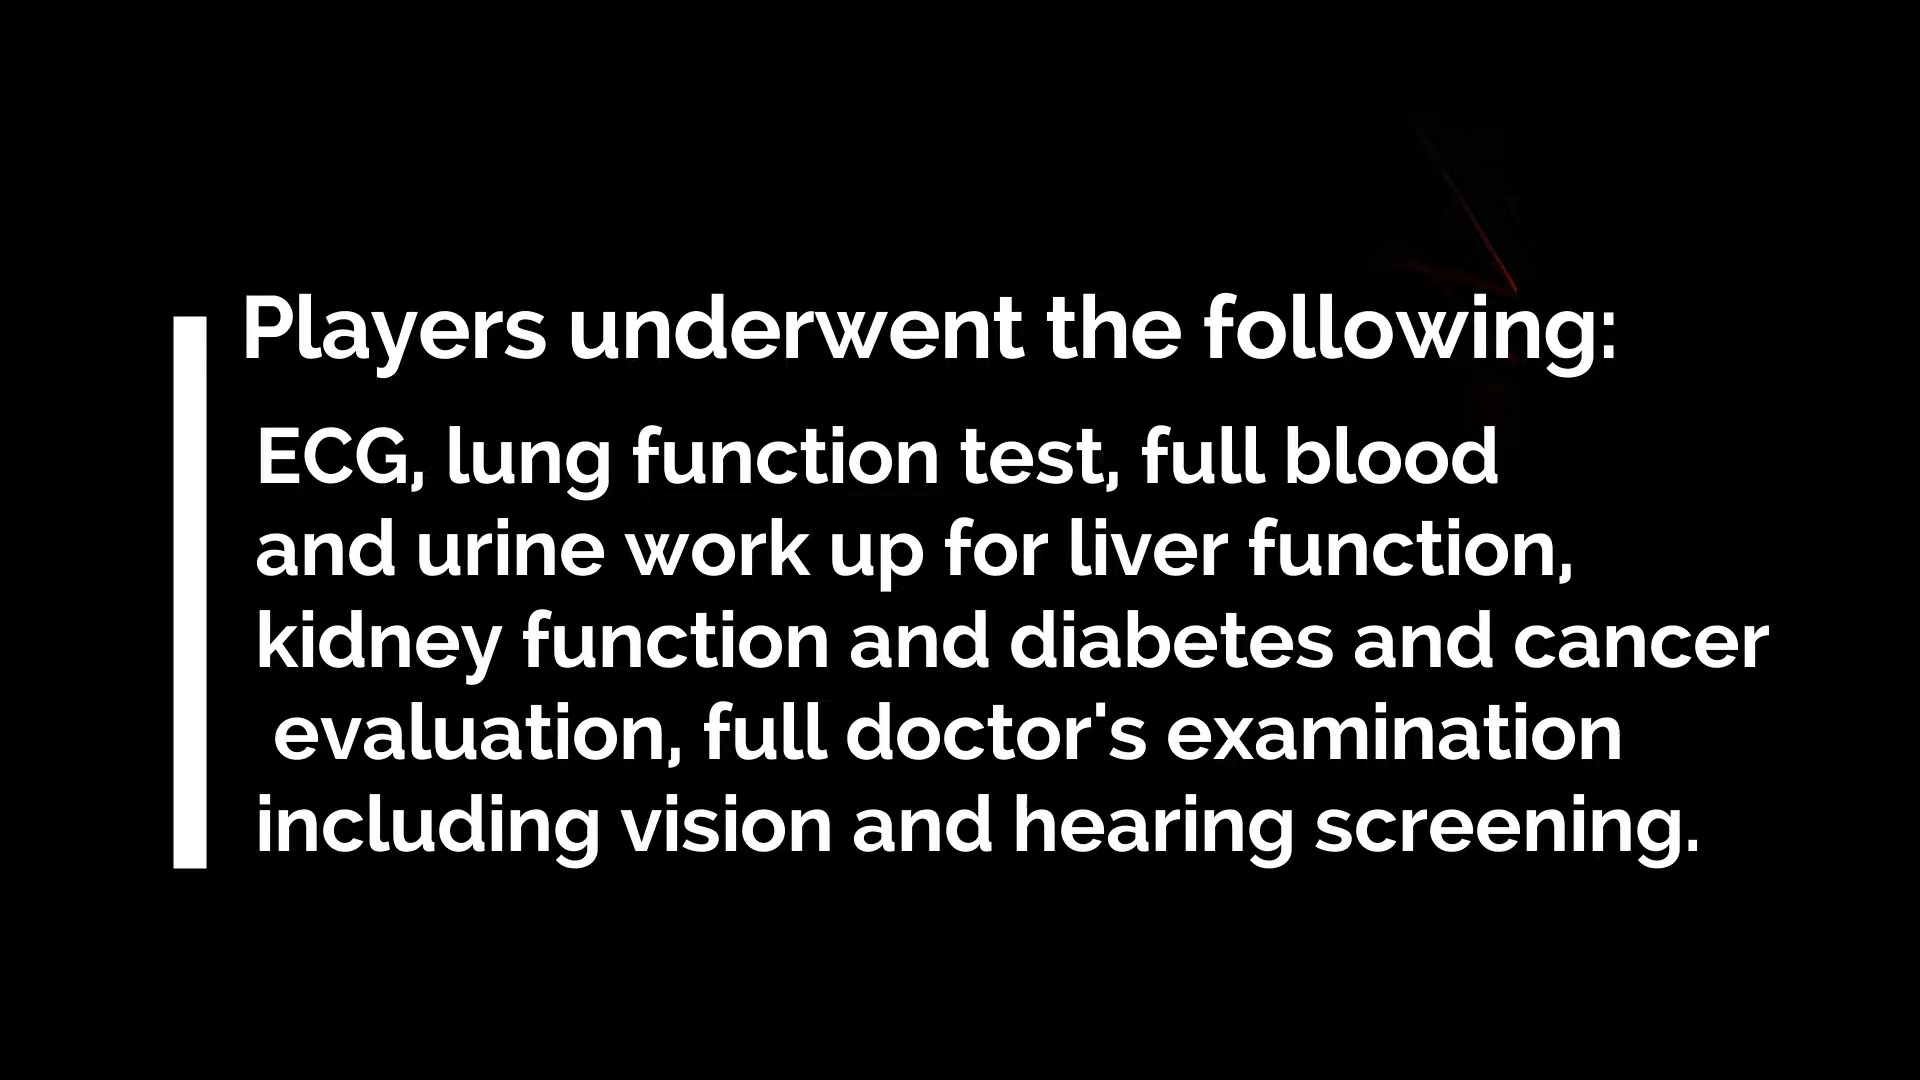 Players underwent the following:
ECG, lung function test, full blood
and urine work up for liver function,
kidney function and diabetes and cancer
evaluation, full doctor's examination
including vision and hearing screening.